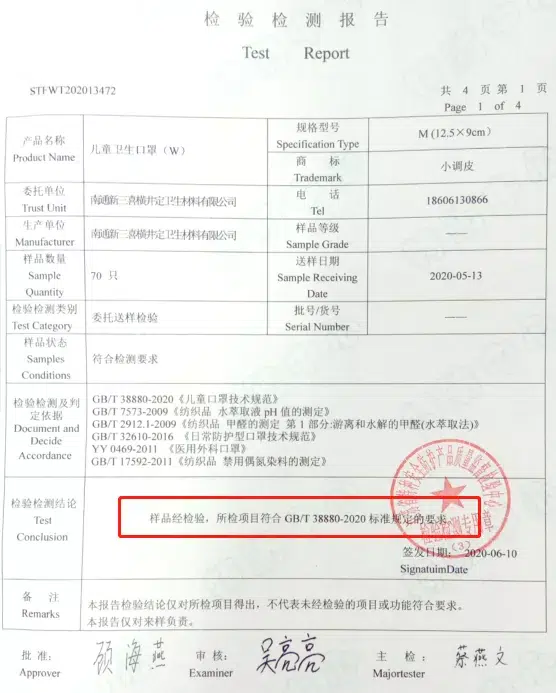 检验检测报告
Test Report
STFWT202013472
共 4 页 第 1 页
Page 1 of 4
产品名称
Product Name
儿童卫生口罩（W）
规格型号
Specification Type
M (12.5×9cm)
商 标
Trademark
小调皮
委托单位
Trust Unit
南通新三喜横井定卫生材料有限公司
电 话
Tel
18606130866
生产单位
Manufacturer
南通新三喜横井定卫生材料有限公司
样品等级
Sample Grade
——
样品数量
Sample
Quantity
70 只
送样日期
Sample Receiving
Date
2020-05-13
检验检测类别
Test Category
委托送样检验
批号/货号
Serial Number
——
样品状态
Samples
Conditions
符合检测要求
检验检测及判
定依据
Document and
Decide
Accordance
GB/T 38880-2020《儿童口罩技术规范》
GB/T 7573-2009《纺织品 水萃取液 pH 值的测定》
GB/T 2912.1-2009《纺织品 甲醛的测定 第 1 部分:游离和水解的甲醛(水萃取法)》
GB/T 32610-2016 《日常防护型口罩技术规范》
YY 0469-2011 《医用外科口罩》
GB/T 17592-2011《纺织品 禁用偶氮染料的测定》
检验检测结论
Test
Conclusion
样品经检验，所检项目符合 GB/T 38880-2020 标准规定的要求。
检验检测专用章
(3)
签发日期：2020-06-10
SignatuimDate
备 注
Remarks
本报告检验结论仅对所检项目得出，不代表未经检验的项目或功能符合要求。
本报告仅对来样负责。
批 准：
Approver
顾海燕
审 核：
Examiner
吴亮亮
主 检：
Majortester
蔡燕文